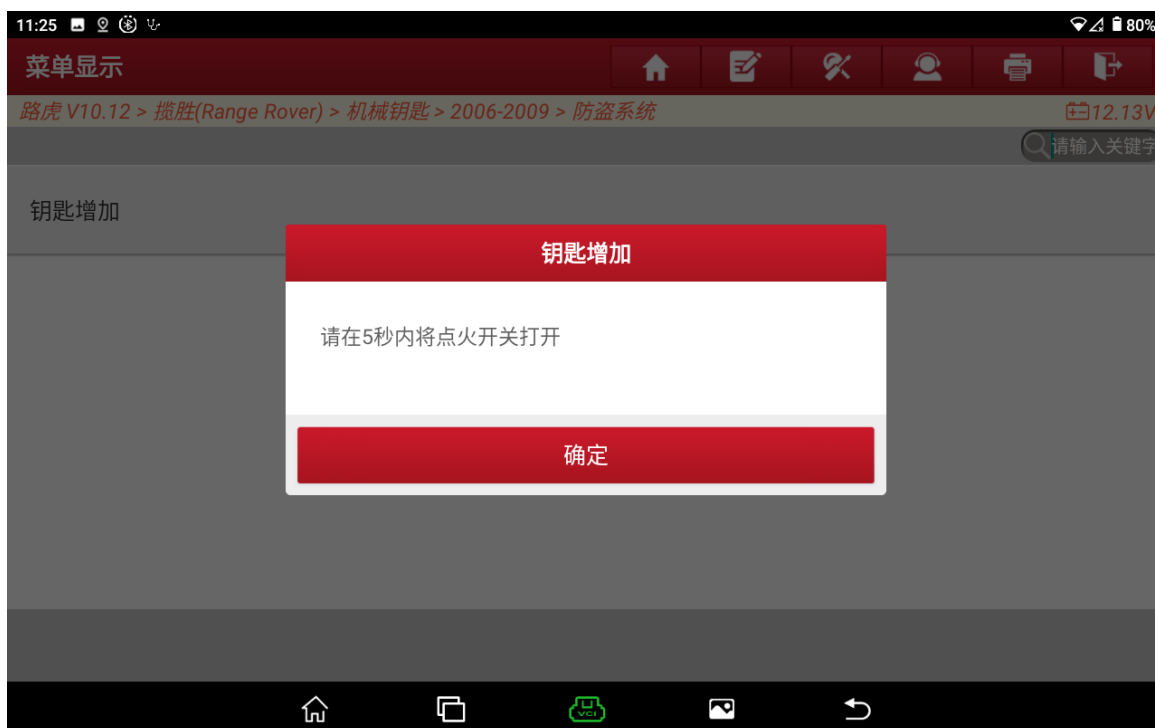 11:25
80%
菜单显示
路虎 V10.12 > 揽胜(Range Rover) > 机械钥匙 > 2006-2009 > 防盗系统
12.13V
请输入关键字
钥匙增加
钥匙增加
请在5秒内将点火开关打开
确定
VCI